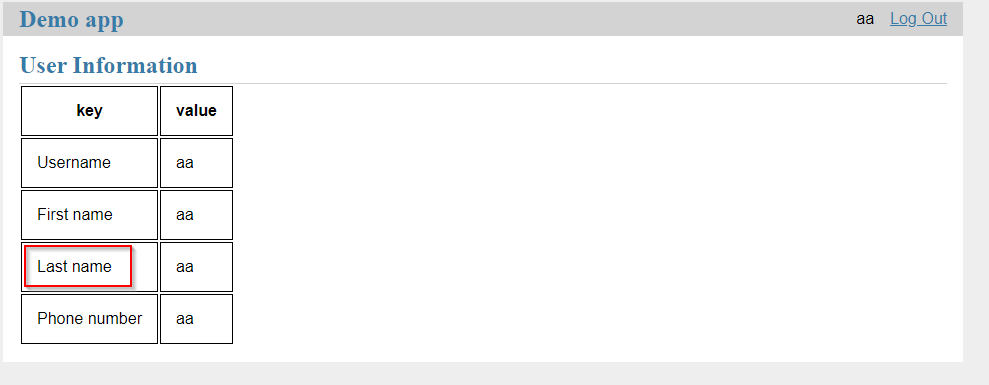 Demo app aa Log Out
User Information
key value
Username aa
First name aa
Last name aa
Phone number aa